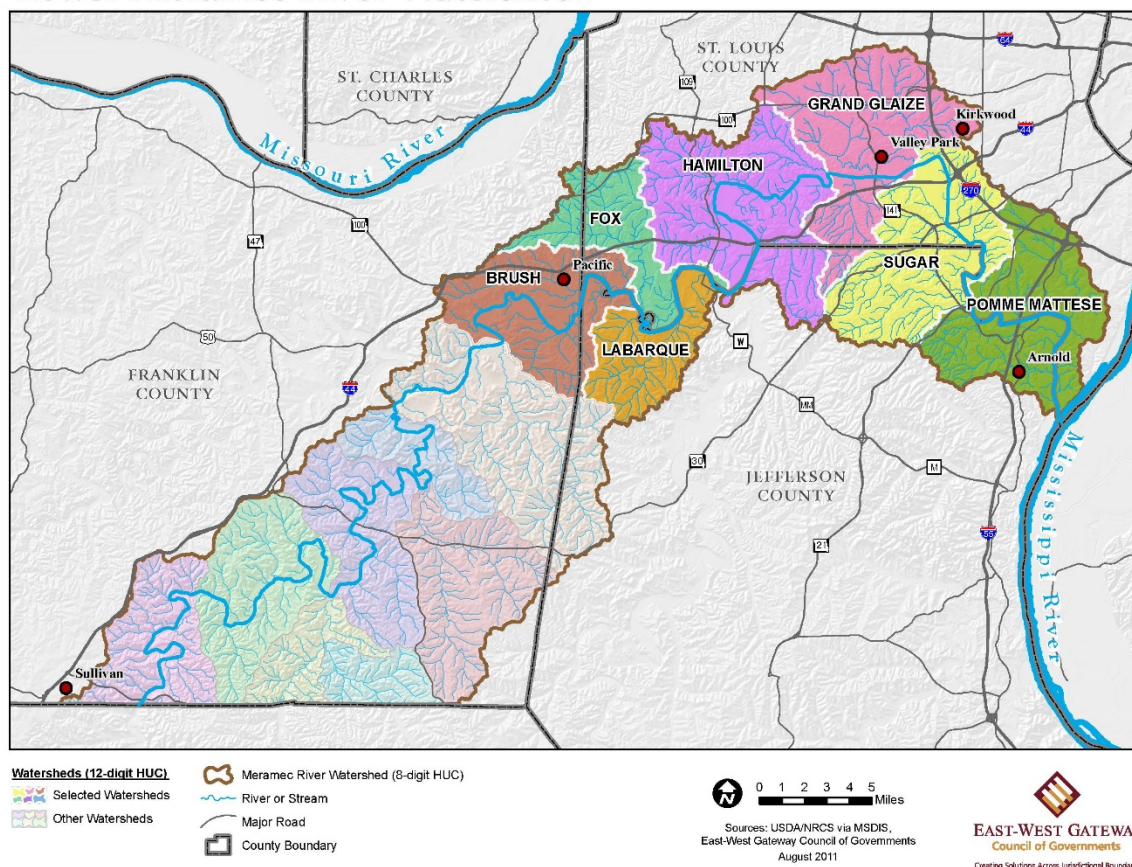 ST. CHARLES
COUNTY
ST. LOUIS
COUNTY
64
109
100
GRAND GLAIZE
Kirkwood
44
Valley Park
Missouri River
HAMILTON
270
141
FOX
47
100
SUGAR
BRUSH
Pacific
POMME MATTESE
LABARQUE
W
Arnold
50
FRANKLIN
COUNTY
44
MM
30
M
JEFFERSON
COUNTY
21
55
Mississippi River
Sullivan
Watersheds (12-digit HUC)
Selected Watersheds
Other Watersheds
Meramec River Watershed (8-digit HUC)
River or Stream
Major Road
County Boundary
N
0 1 2 3 4 5
Miles
Sources: USDA/NRCS via MSDIS,
East-West Gateway Council of Governments
August 2011
EAST-WEST GATEWAY
Council of Governments